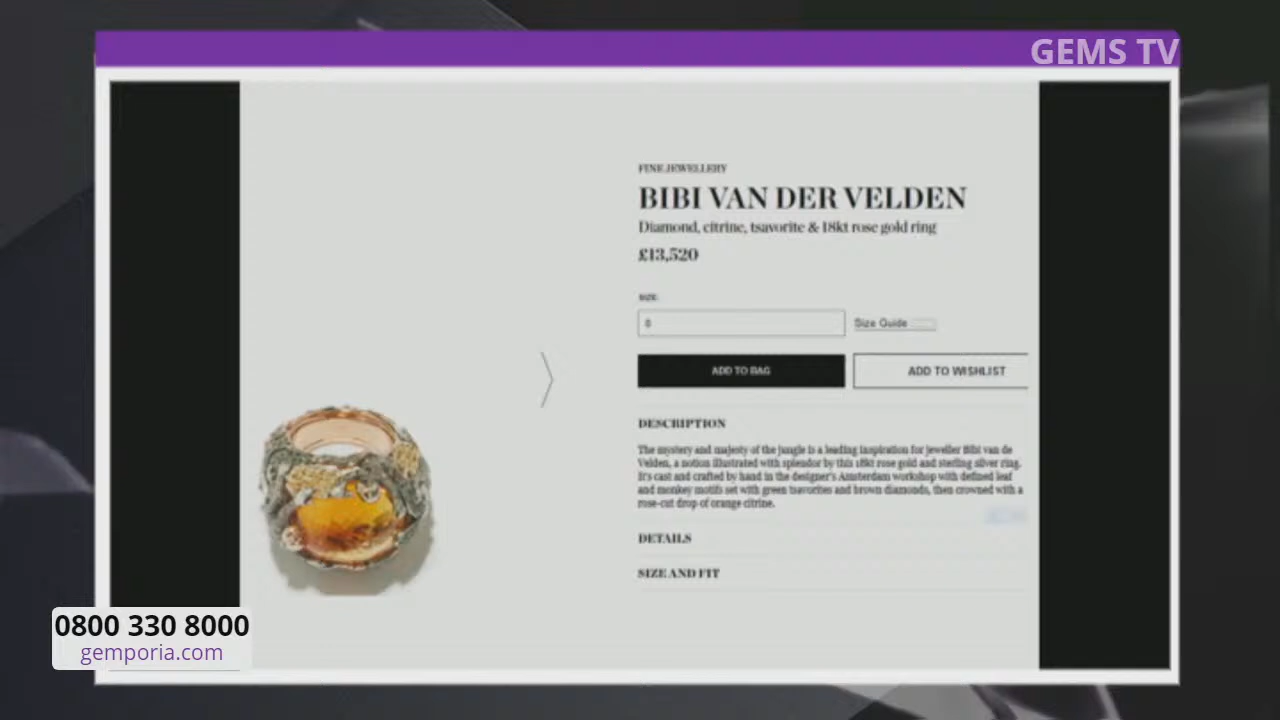 GEMS TV
FINE JEWELLERY
BIBI VAN DER VELDEN
Diamond, citrine, tsavorite & 18kt rose gold ring
£13,520
SIZE:
Size Guide
ADD TO BAG
ADD TO WISHLIST
DESCRIPTION
The mystery and majesty of the jungle is a leading inspiration for jeweller Bibi van de
Velden, a notion illustrated with splendor by this 18kt rose gold and sterling silver ring.
It's cast and crafted by hand in the designer's Amsterdam workshop with defined leaf
and monkey motifs set with green tsavorites and brown diamonds, then crowned with a
rose-cut drop of orange citrine.
DETAILS
SIZE AND FIT
0800 330 8000
gemporia.com